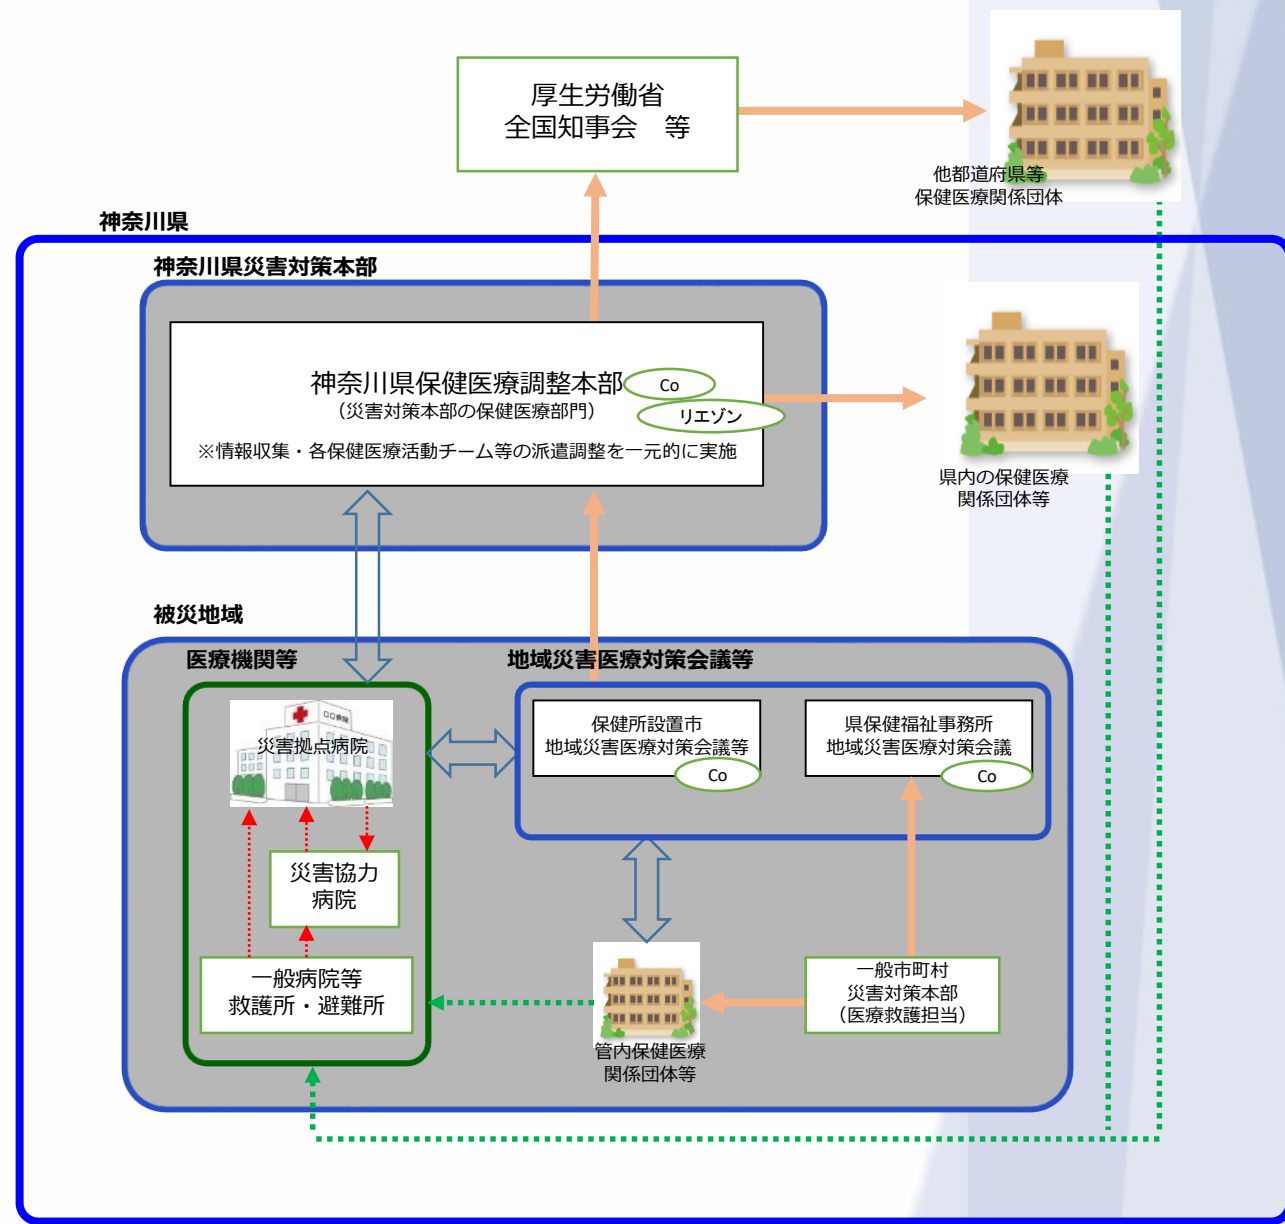 厚生労働省
全国知事会　等
他都道府県等
保健医療関係団体
神奈川県
神奈川県災害対策本部
神奈川県保健医療調整本部
Co
（災害対策本部の保健医療部門）
リエゾン
※情報収集・各保健医療活動チーム等の派遣調整を一元的に実施
県内の保健医療
関係団体等
被災地域
医療機関等
地域災害医療対策会議等
口口病院
災害拠点病院
保健所設置市
地域災害医療対策会議等
Co
県保健福祉事務所
地域災害医療対策会議
Co
災害協力
病院
一般病院等
救護所・避難所
一般市町村
災害対策本部
（医療救護担当）
管内保健医療
関係団体等